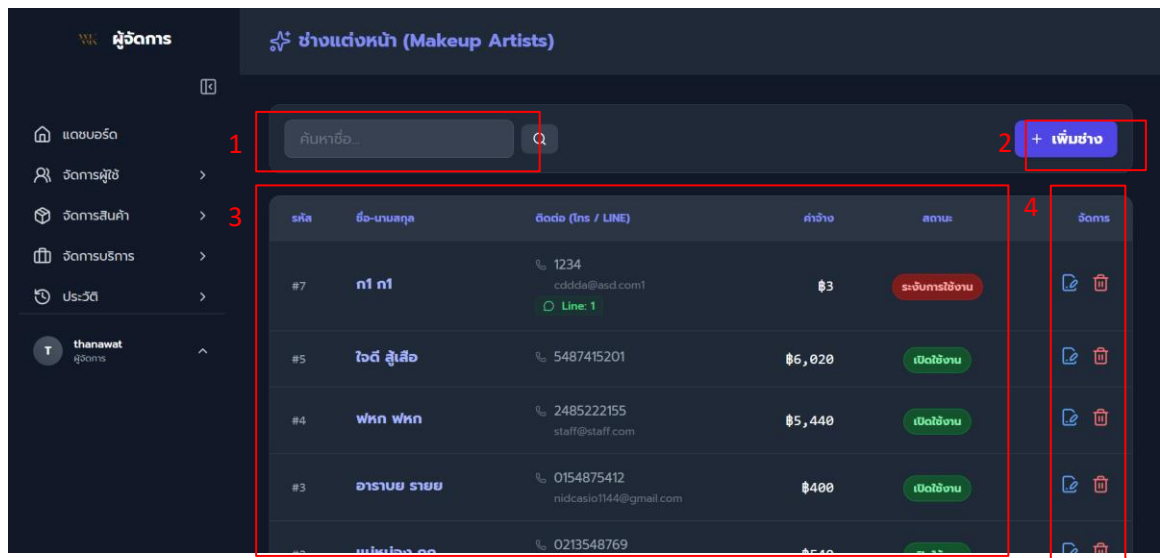 ผู้จัดการ
ช่างแต่งหน้า (Makeup Artists)
แดชบอร์ด
จัดการผู้ใช้
จัดการสินค้า
จัดการบริการ
ประวัติ
T
thanawat
ผู้จัดการ
1
ค้นหาชื่อ...
2
+ เพิ่มช่าง
3
4
รหัส ชื่อ-นามสกุล ติดต่อ (โทร / LINE) ค่าจ้าง สถานะ จัดการ
#7 ก1 ก1 1234 ฿3 ระงับการใช้งาน
cddda@asd.com1
Line: 1
#5 ใจดี สู้เสือ 5487415201 ฿6,020 เปิดใช้งาน
#4 ฟหก ฟหก 2485222155 ฿5,440 เปิดใช้งาน
staff@staff.com
#3 อาราบย รายย 0154875412 ฿400 เปิดใช้งาน
nidcasio1144@gmail.com
0213548769